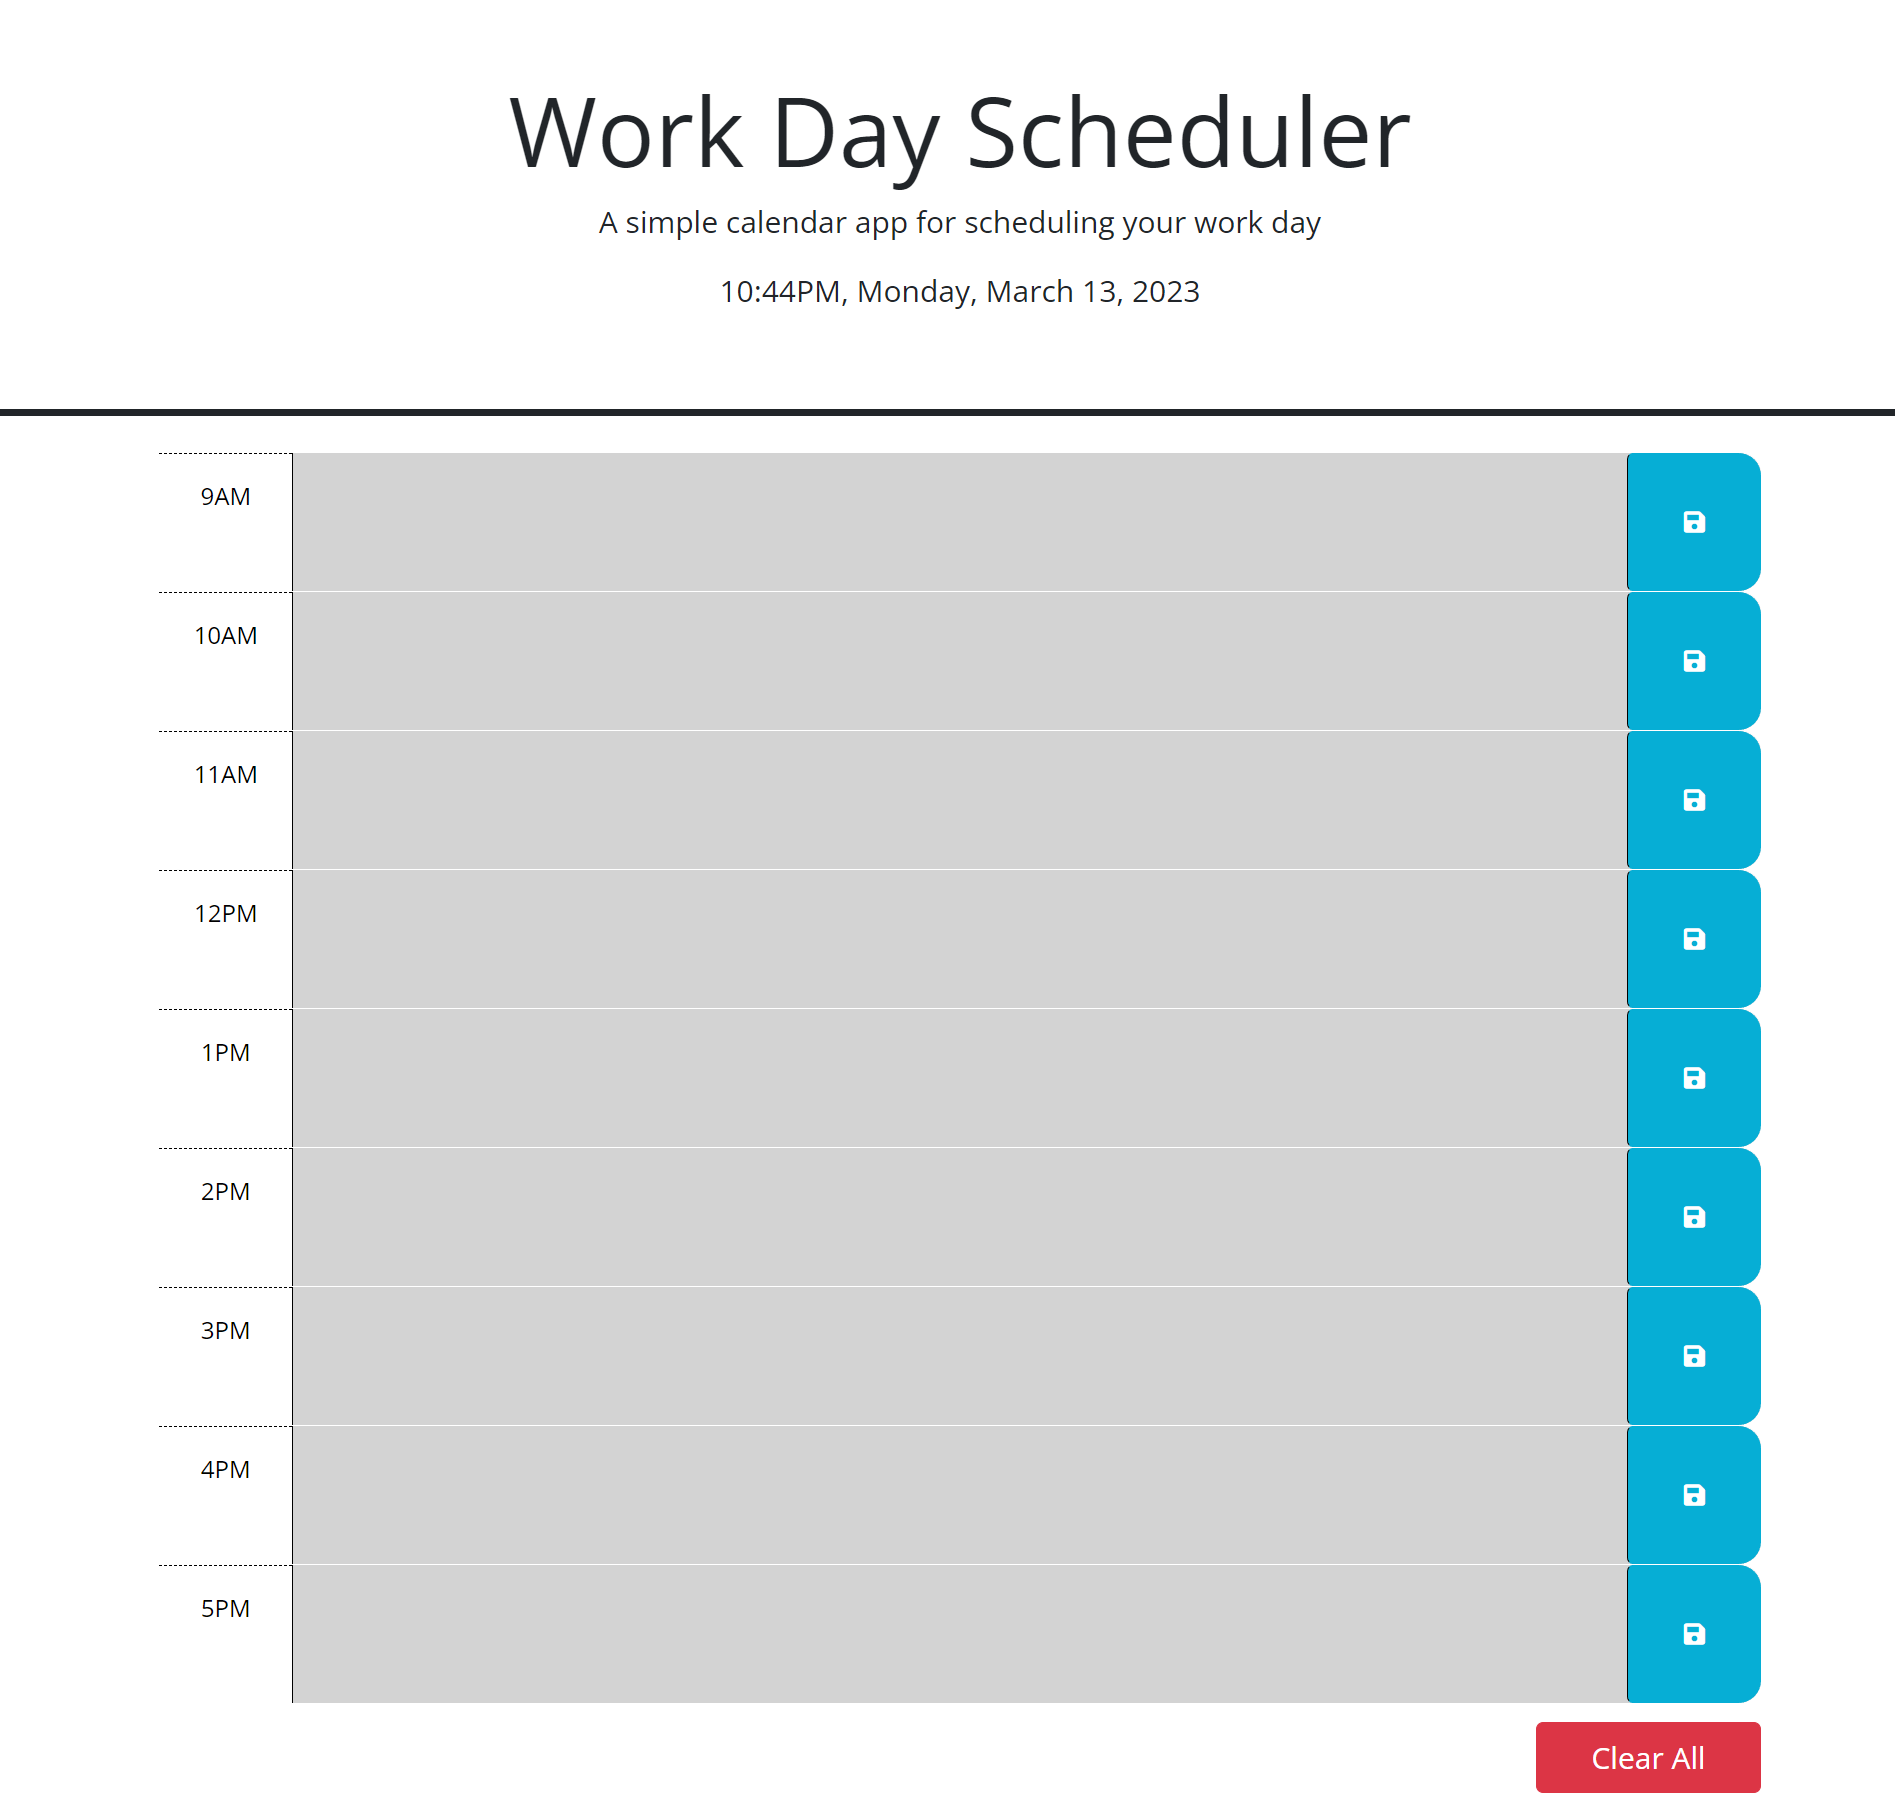 Work Day Scheduler
A simple calendar app for scheduling your work day
10:44PM, Monday, March 13, 2023
9AM
10AM
11AM
12PM
1PM
2PM
3PM
4PM
5PM
Clear All